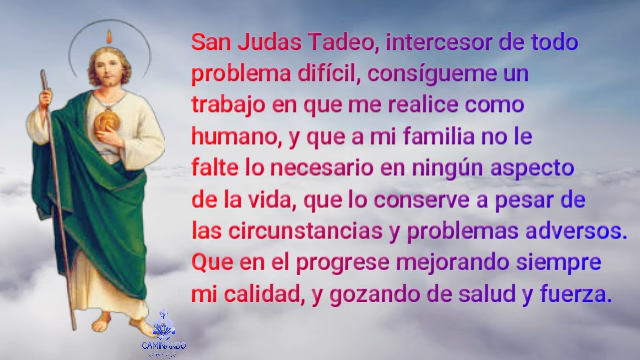 San Judas Tadeo, intercesor de todo
problema difícil, consígueme un
trabajo en que me realice como
humano, y que a mi familia no le
falte lo necesario en ningún aspecto
de la vida, que lo conserve a pesar de
las circunstancias y problemas adversos.
Que en el progrese mejorando siempre
mi calidad, y gozando de salud y fuerza.
CAMINANDO